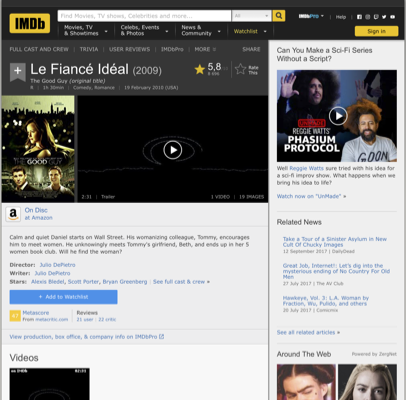 IMDb
Find Movies, TV shows, Celebrities and more...
All
IMDbPro
Help
Movies, TV
& Showtimes
Celebs, Events
& Photos
News &
Community
Watchlist
Sign in
FULL CAST AND CREW | TRIVIA | USER REVIEWS | IMDbPro | MORE
SHARE
Le Fiancé Idéal (2009)
The Good Guy (original title)
R | 1h 30min | Comedy, Romance | 19 February 2010 (USA)
5,8
Rate
This
THE GOOD GUY
2:31 | Trailer
1 VIDEO | 19 IMAGES
On Disc
at Amazon
Calm and quiet Daniel starts on Wall Street. His womanizing colleague, Tommy, encourages
him to meet women. He unknowingly meets Tommy's girlfriend, Beth, and ends up in her 5
women book club. Will he find the woman?
Director: Julio DePietro
Writer: Julio DePietro
Stars: Alexis Bledel, Scott Porter, Bryan Greenberg | See full cast & crew »
+ Add to Watchlist
Metascore
From metacritic.com
Reviews
21 user | 22 critic
View production, box office, & company info on IMDbPro
Videos
Can You Make a Sci-Fi Series
Without a Script?
REGGIE WATTS'
PHASIUM
PROTOCOL
Well Reggie Watts sure tried with his idea for
a sci-fi improv show. What happens when we
bring his idea to life?
Watch now on "UnMade" »
Related News
Take a Tour of a Sinister Asylum in New
Cult Of Chucky Images
12 September 2017 | DailyDead
Great Job, Internet!: Let's dig into the
mysterious ending of No Country For Old
Men
27 July 2017 | The AV Club
Hawkeye, Vol. 3: L.A. Woman by
Fraction, Wu, Pulido, and others
20 July 2017 | Comicmix
See all related articles »
Around The Web
Powered by ZergNet